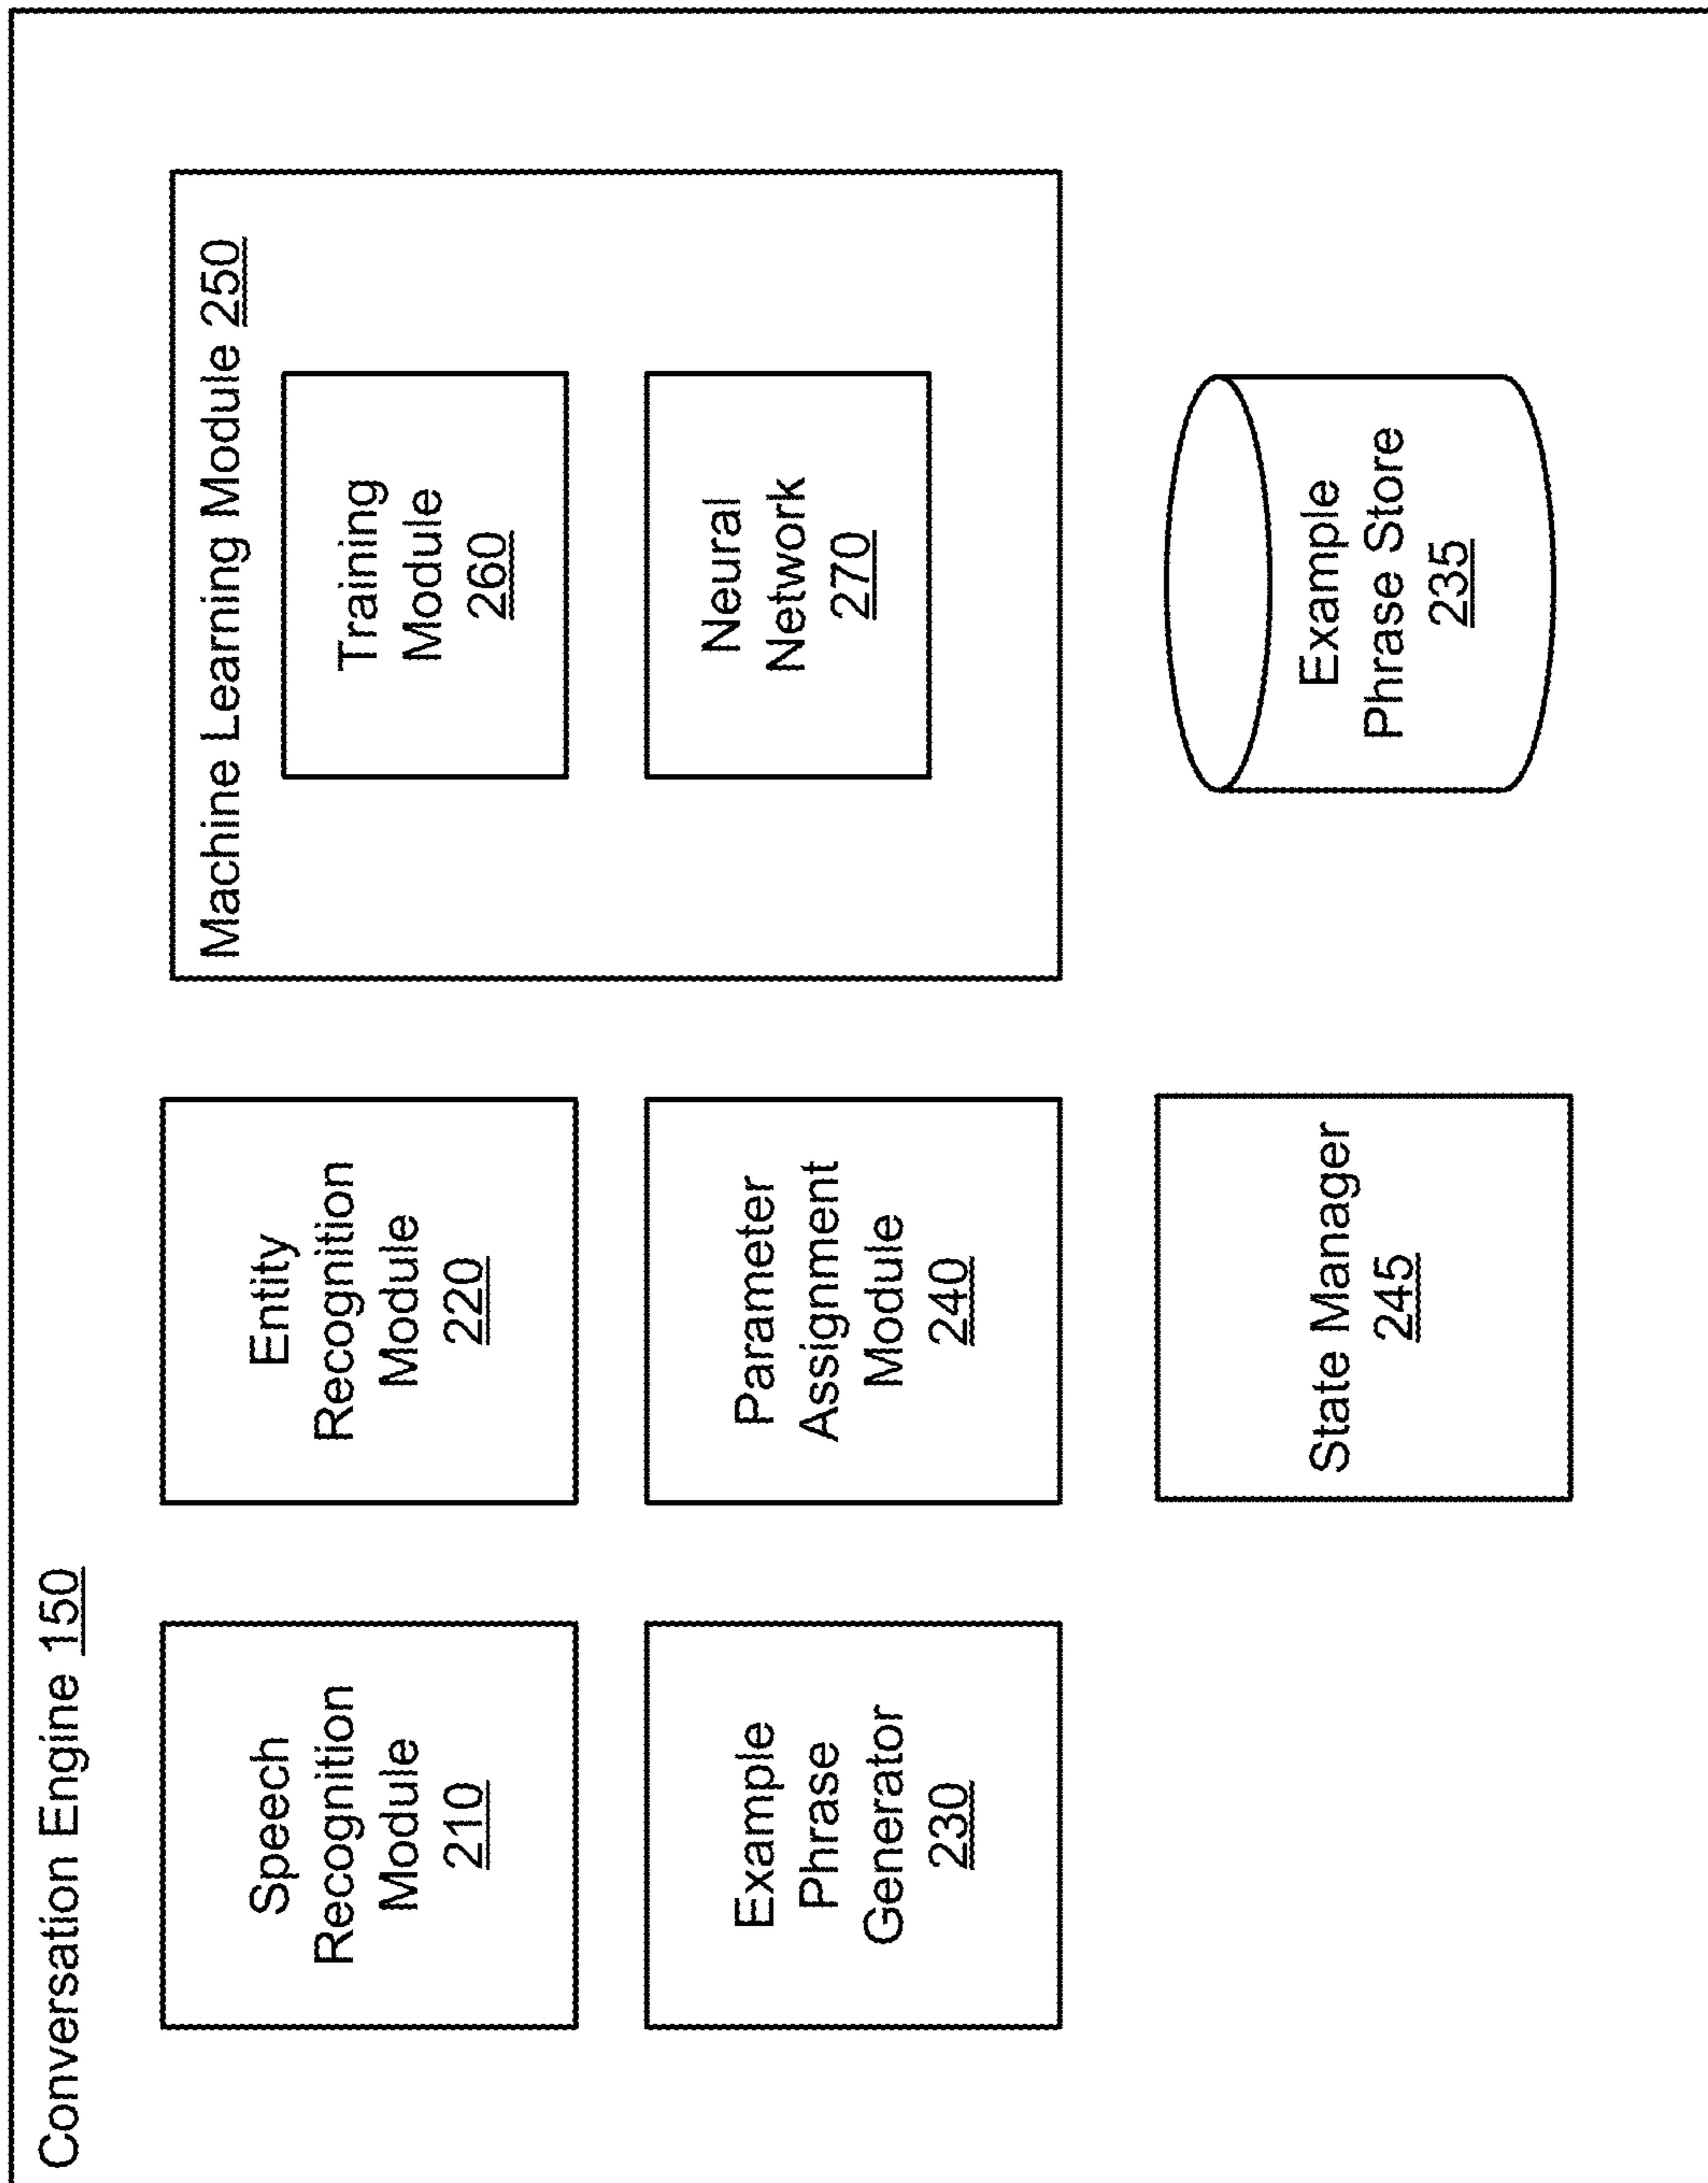 Conversation Engine 150
Speech
Recognition
Module
210
Entity
Recognition
Module
220
Machine Learning Module 250
Training
Module
260
Neural
Network
270
Example
Phrase
Generator
230
Parameter
Assignment
Module
240
State Manager
245
Example
Phrase Store
235